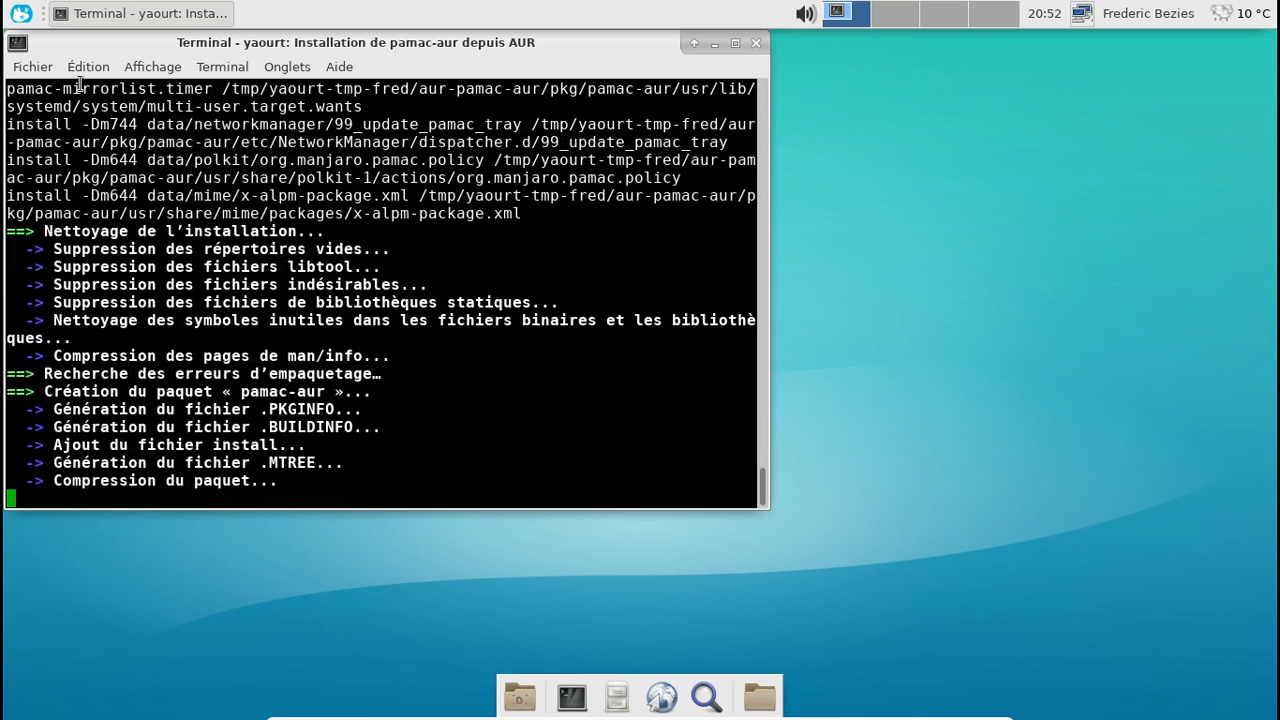 Terminal - yaourt: Insta...
20:52
Frederic Bezies
10 °C
Terminal - yaourt: Installation de pamac-aur depuis AUR
Fichier Édition Affichage Terminal Onglets Aide
pamac-mirrorlist.timer /tmp/yaourt-tmp-fred/aur-pamac-aur/pkg/pamac-aur/usr/lib/
systemd/system/multi-user.target.wants
install -Dm744 data/networkmanager/99_update_pamac_tray /tmp/yaourt-tmp-fred/aur
-pamac-aur/pkg/pamac-aur/etc/NetworkManager/dispatcher.d/99_update_pamac_tray
install -Dm644 data/polkit/org.manjaro.pamac.policy /tmp/yaourt-tmp-fred/aur-pam
ac-aur/pkg/pamac-aur/usr/share/polkit-1/actions/org.manjaro.pamac.policy
install -Dm644 data/mime/x-alpm-package.xml /tmp/yaourt-tmp-fred/aur-pamac-aur/p
kg/pamac-aur/usr/share/mime/packages/x-alpm-package.xml
==> Nettoyage de l’installation...
-> Suppression des répertoires vides...
-> Suppression des fichiers libtool...
-> Suppression des fichiers indésirables...
-> Suppression des fichiers de bibliothèques statiques...
-> Nettoyage des symboles inutiles dans les fichiers binaires et les bibliothè
ques...
-> Compression des pages de man/info...
==> Recherche des erreurs d’empaquetage…
==> Création du paquet « pamac-aur »...
-> Génération du fichier .PKGINFO...
-> Génération du fichier .BUILDINFO...
-> Ajout du fichier install...
-> Génération du fichier .MTREE...
-> Compression du paquet...